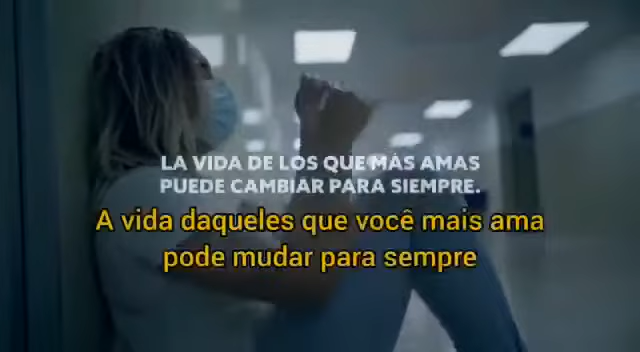 LA VIDA DE LOS QUE MÁS AMAS
PUEDE CAMBIAR PARA SIEMPRE.
A vida daqueles que você mais ama
pode mudar para sempre